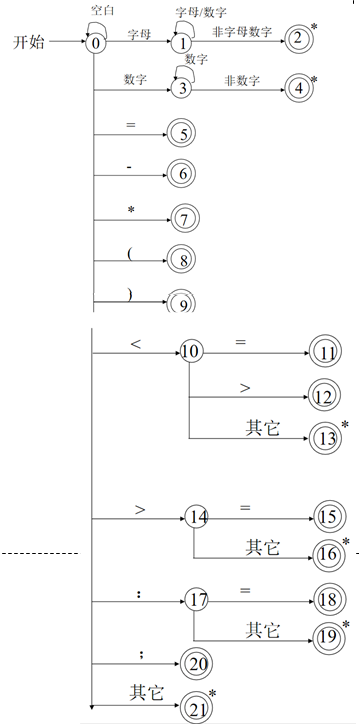 空白 字母/数字
开始 0 字母 1 非字母数字 2 *
数字
数字 3 非数字 4 *
= 5
- 6
* 7
( 8
) 9
< 10 = 11
> 12
其它 13 *
> 14 = 15
其它 16 *
: 17 = 18
其它 19 *
; 20
其它 21 *